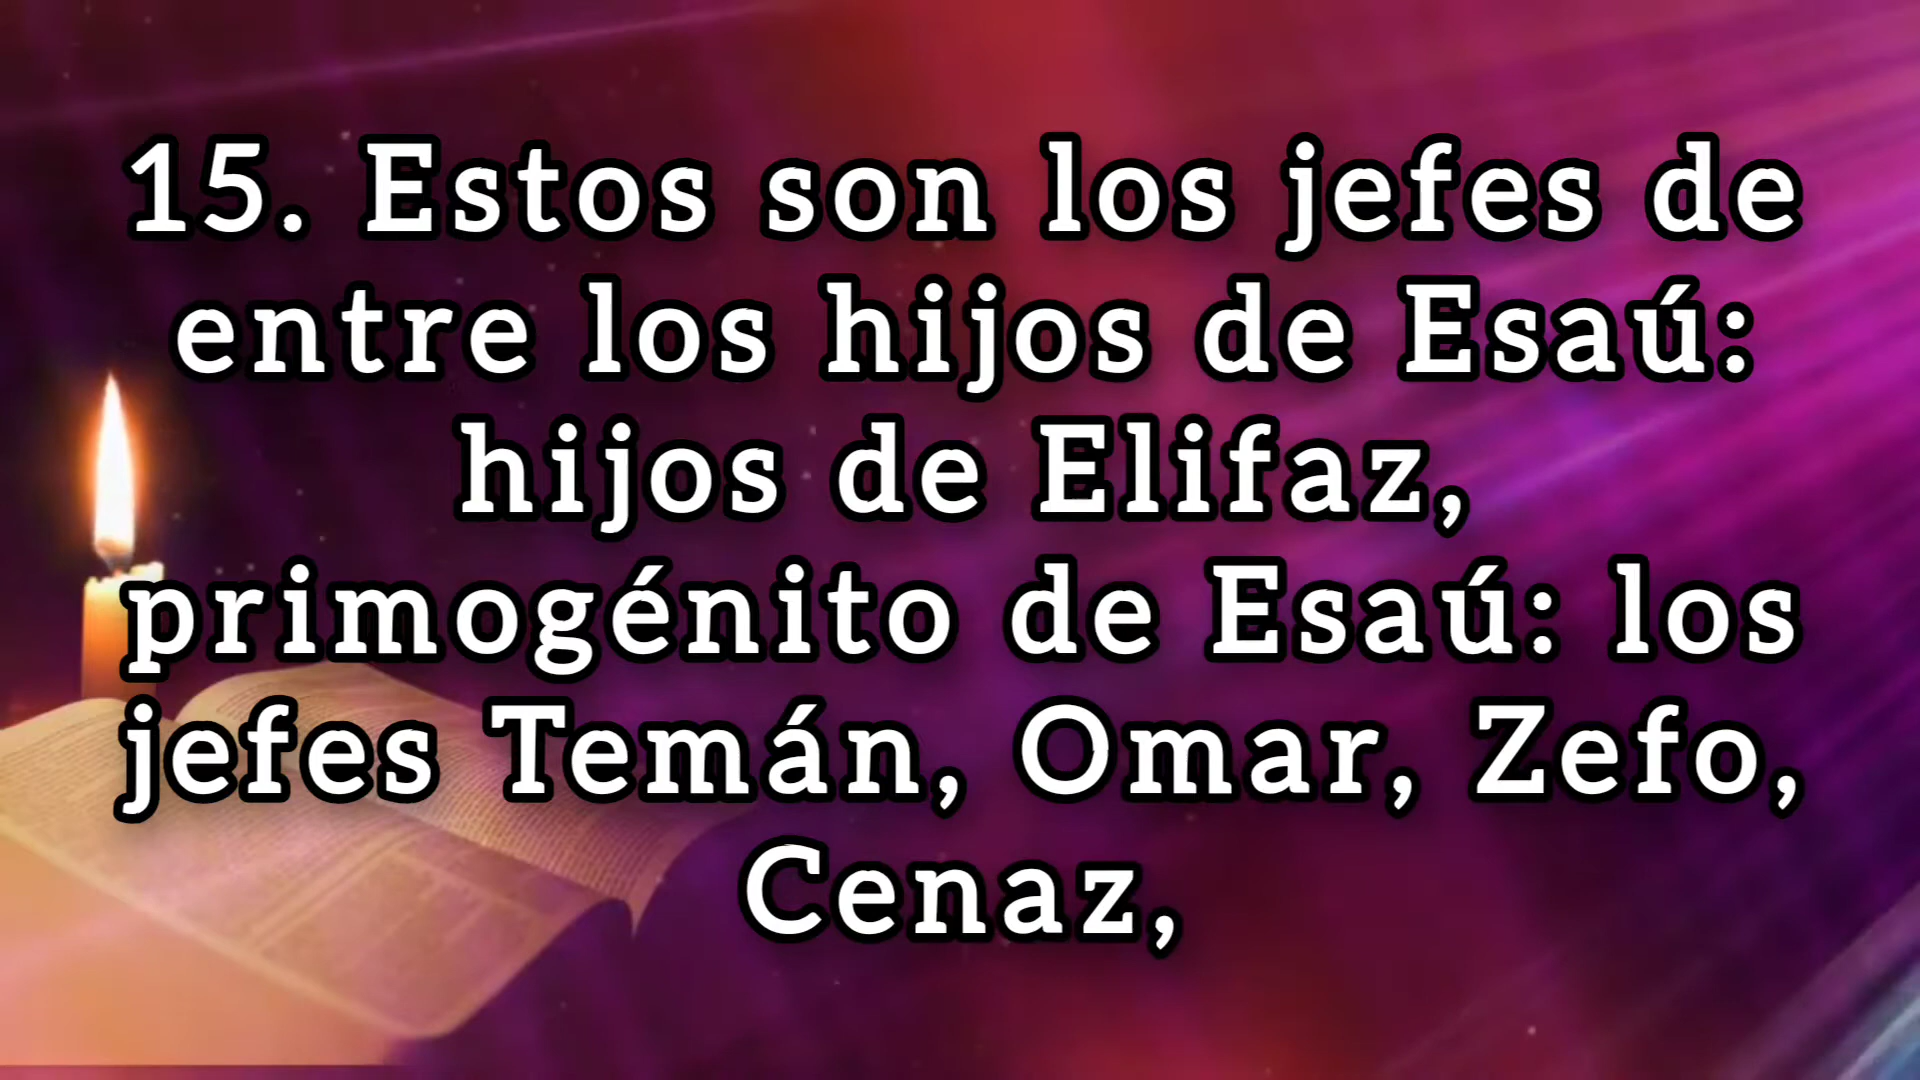 15. Estos son los jefes de
entre los hijos de Esaú:
hijos de Elifaz,
primogénito de Esaú: los
jefes Temán, Omar, Zefo,
Cenaz,